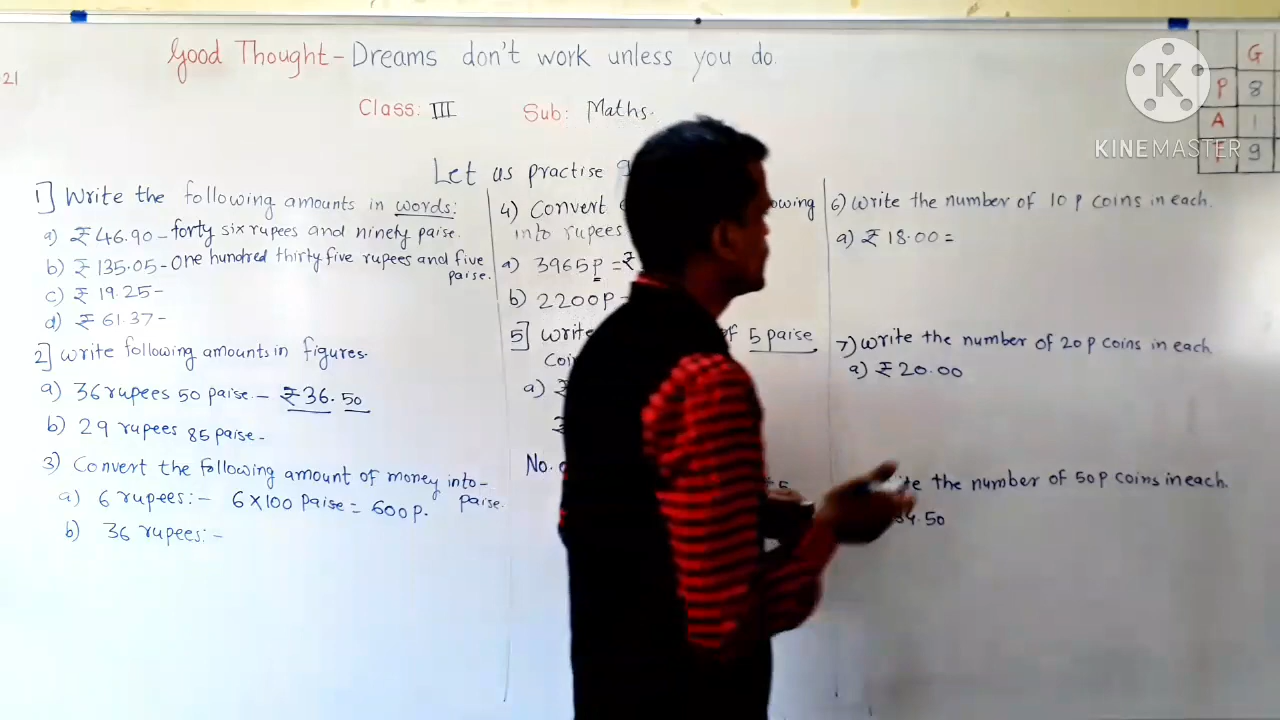 Good Thought - Dreams don't work unless you do.
21
Class: III Sub: Maths.
Let us practise
1] Write the following amounts in words:
a) ₹46.90 - forty six rupees and ninety paise.
b) ₹135.05 - One hundred thirty five rupees and five paise.
c) ₹ 19.25 -
d) ₹ 61.37 -
2] write following amounts in figures.
a) 36 rupees 50 paise. - ₹36.50
b) 29 rupees 85 paise -
3) Convert the following amount of money into - paise.
a) 6 rupees: - 6 × 100 Paise = 600 P.
b) 36 rupees: -
4) Convert
into rupees
a) 3965p = ₹
b) 2200p -
5] write of 5 paise
a) ₹
No.
6) write the number of 10 p coins in each.
a) ₹ 18.00 =
7) write the number of 20 p coins in each
a) ₹ 20.00
the number of 50 p coins in each.
34.50
G
P 8
A 1
9
K
KINEMASTER